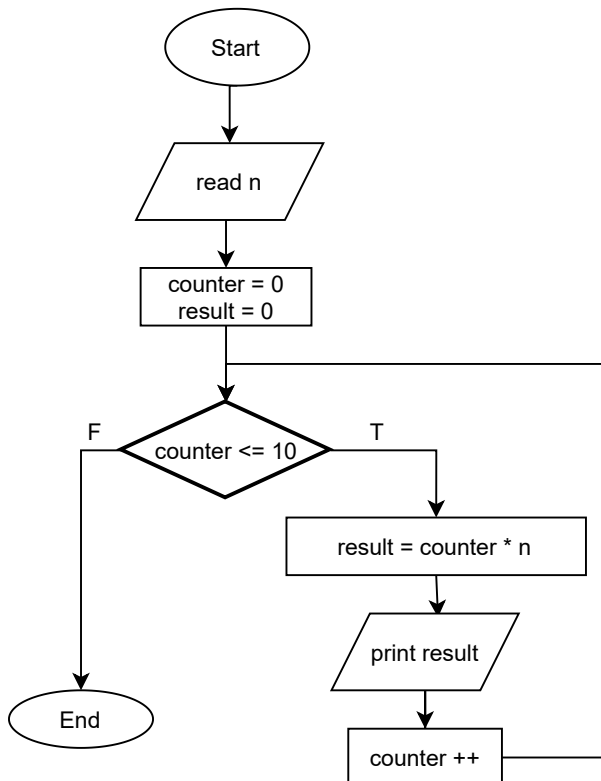 Start
read n
counter = 0
result = 0
counter <= 10
F
T
result = counter * n
print result
counter ++
End